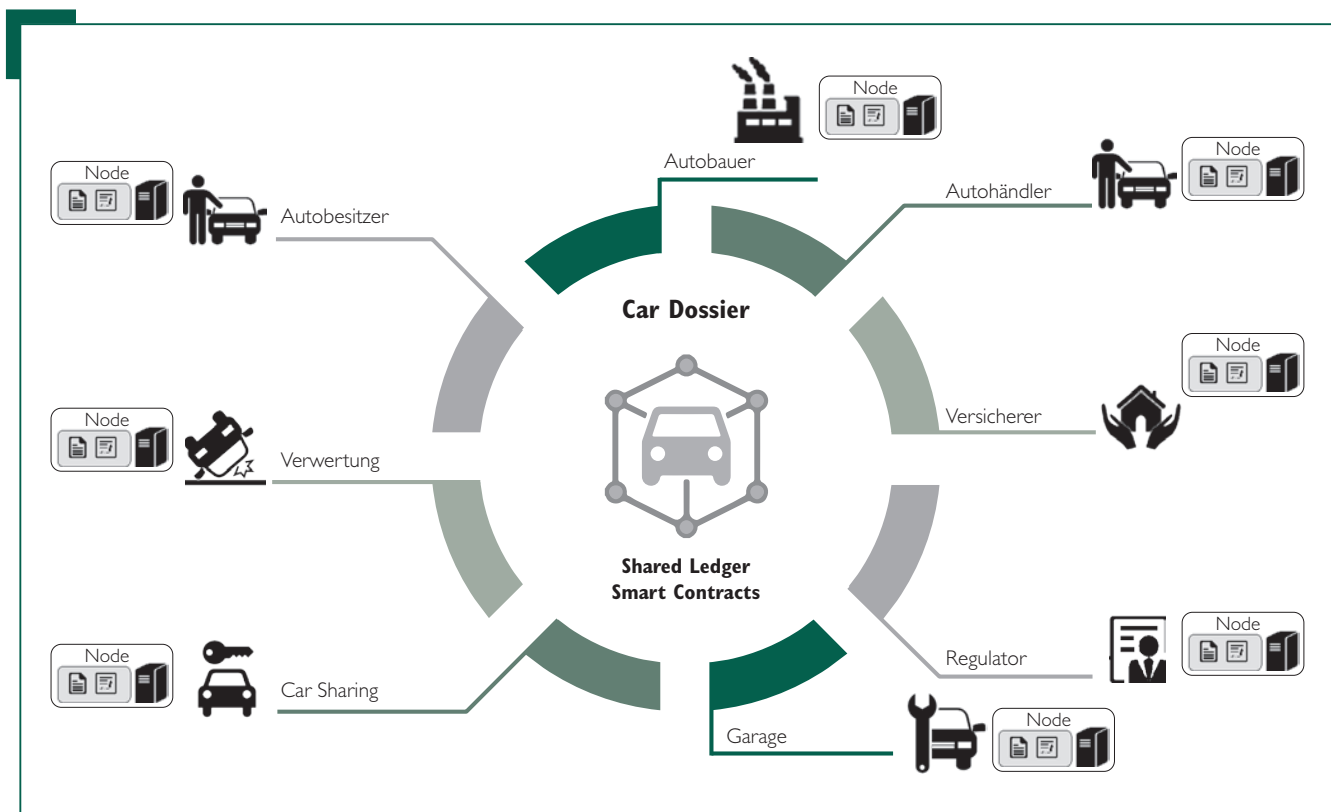 Node
Autobauer
Node
Autohändler
Node
Autobesitzer
Car Dossier
Node
Versicherer
Node
Verwertung
Shared Ledger
Smart Contracts
Node
Regulator
Node
Car Sharing
Node
Garage